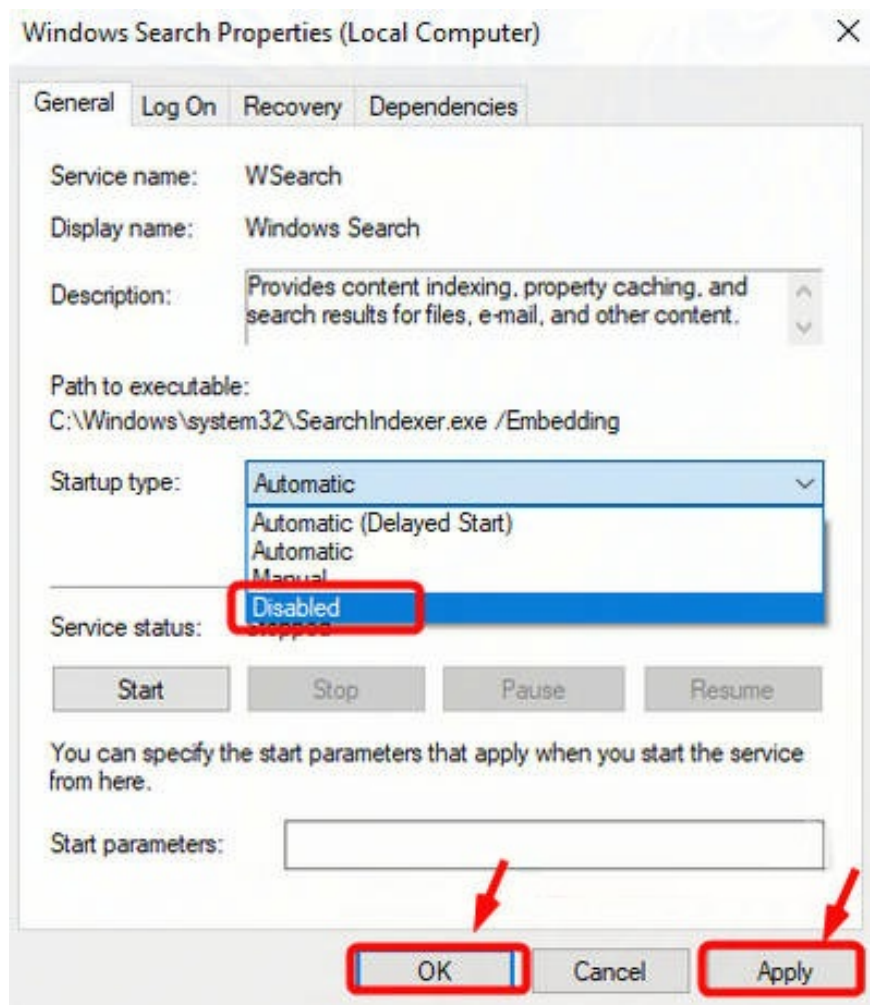 Windows Search Properties (Local Computer)
General Log On Recovery Dependencies
Service name: WSearch
Display name: Windows Search
Description: Provides content indexing, property caching, and
search results for files, e-mail, and other content.
Path to executable:
C:\Windows\system32\SearchIndexer.exe /Embedding
Startup type: Automatic
Automatic (Delayed Start)
Automatic
Manual
Disabled
Service status: Stopped
Start Stop Pause Resume
You can specify the start parameters that apply when you start the service
from here.
Start parameters:
OK Cancel Apply